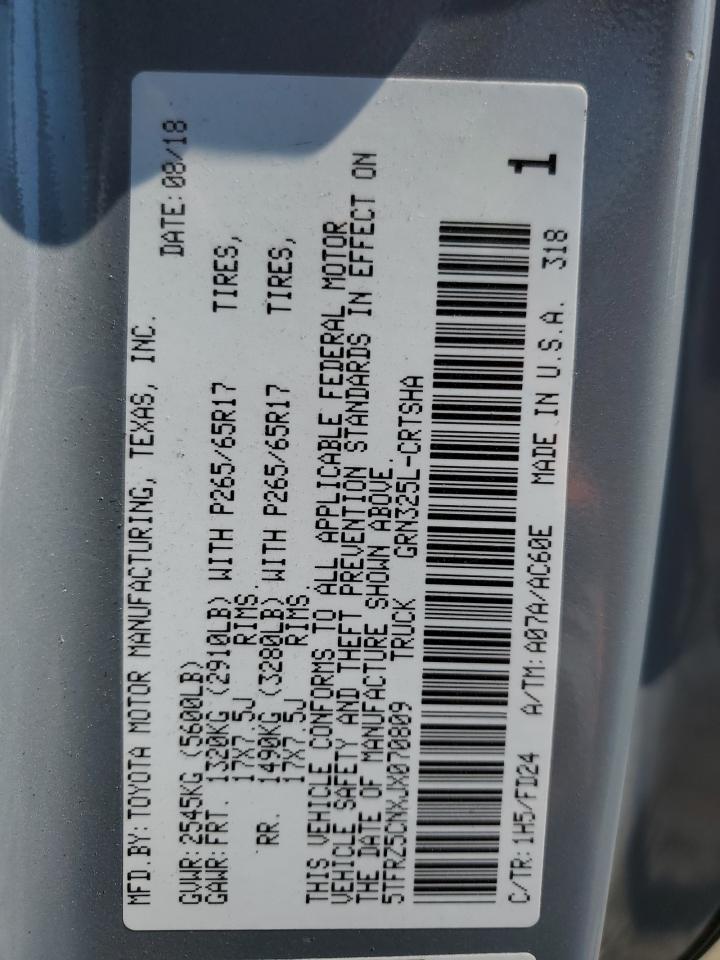 MFD.BY:TOYOTA MOTOR MANUFACTURING, TEXAS, INC.
DATE:08/18
GVWR:2545KG (5600LB)
GAWR:FRT. 1320KG (2910LB) WITH P265/65R17 TIRES,
17X7.5J RIMS
RR. 1490KG (3280LB) WITH P265/65R17 TIRES,
17X7.5J RIMS
THIS VEHICLE CONFORMS TO ALL APPLICABLE FEDERAL MOTOR
VEHICLE SAFETY AND THEFT PREVENTION STANDARDS IN EFFECT ON
THE DATE OF MANUFACTURE SHOWN ABOVE.
5TFRZ5CNXJX070809 TRUCK GRN325L-CRTSHA
C/TR:1H5/FD24 A/TM:A07A/AC60E MADE IN U.S.A. 318
1